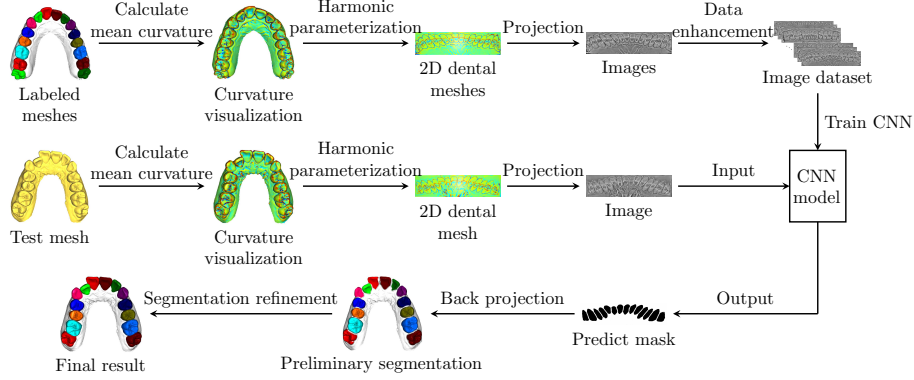 Calculate
mean curvature
Harmonic
parameterization
Projection
Data
enhancement
Labeled
meshes
Curvature
visualization
2D dental
meshes
Images
Image dataset
Train CNN
Calculate
mean curvature
Harmonic
parameterization
Projection
Input
CNN
model
Test mesh
Curvature
visualization
2D dental
mesh
Image
Segmentation refinement
Back projection
Output
Final result
Preliminary segmentation
Predict mask